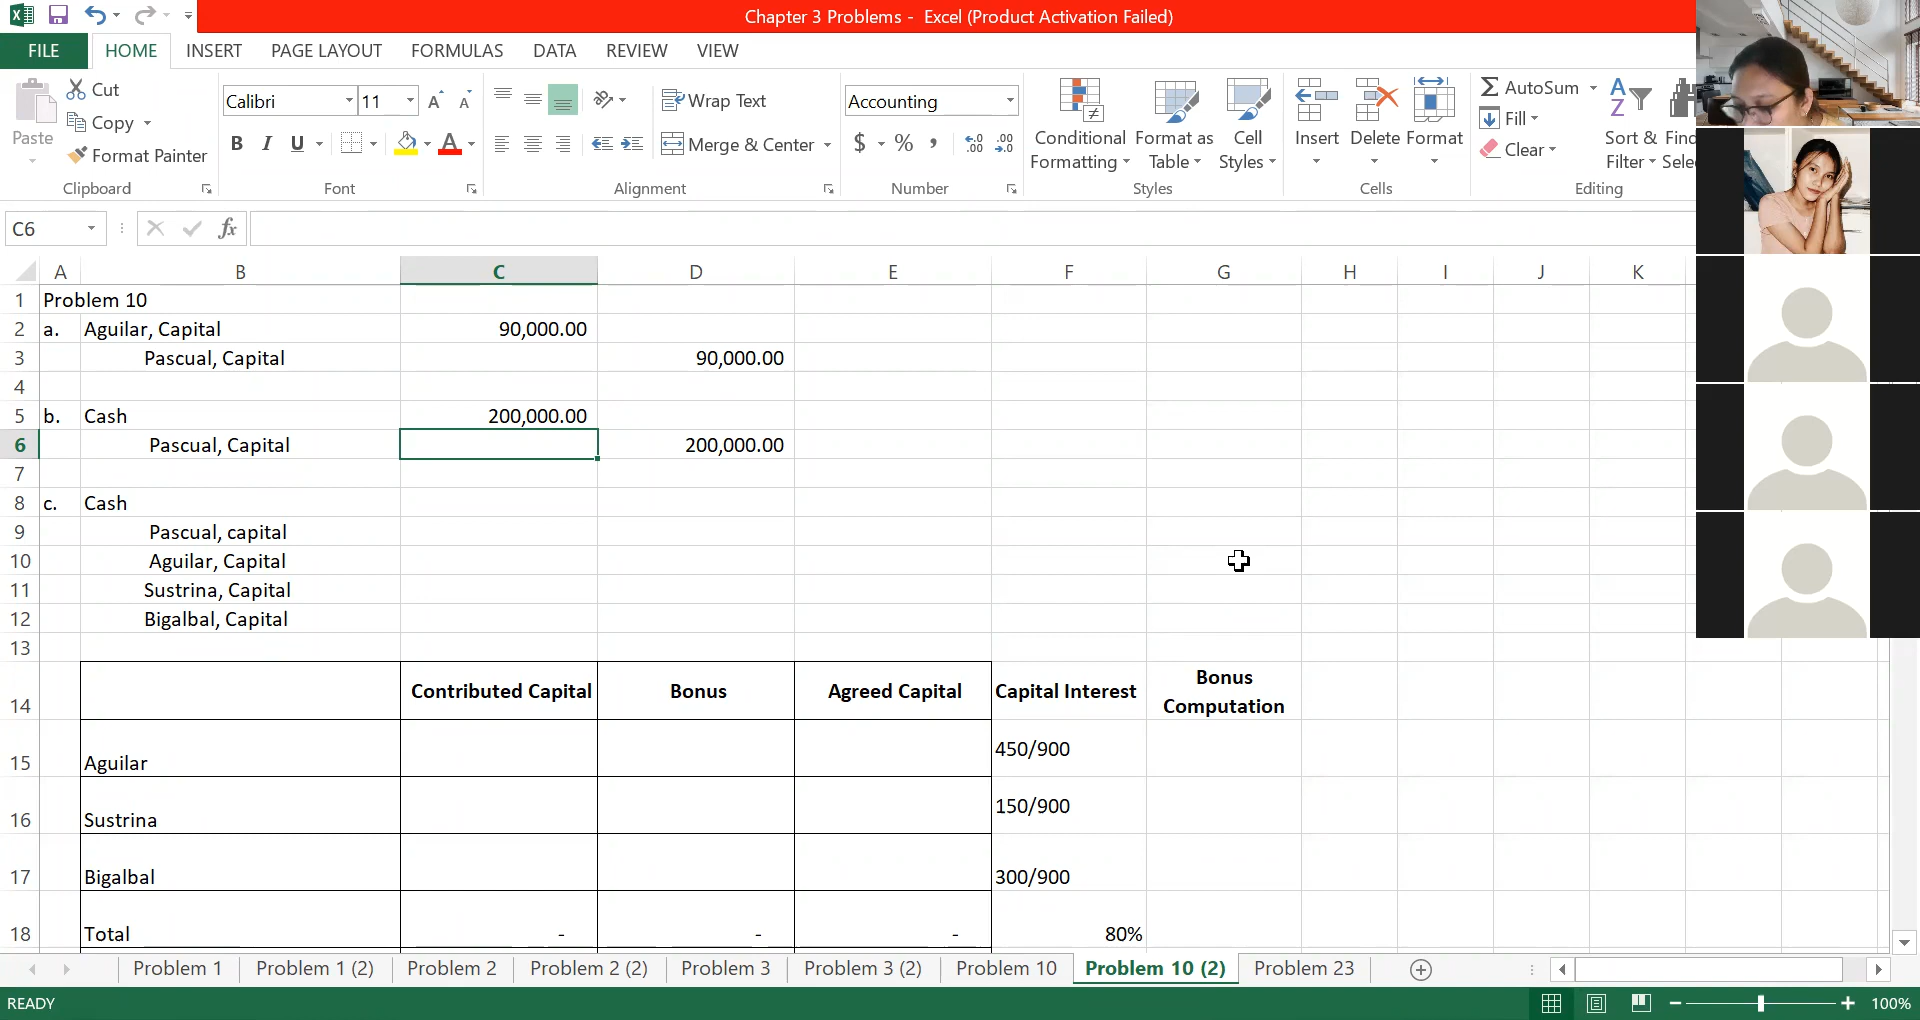 Chapter 3 Problems - Excel (Product Activation Failed)
FILE HOME INSERT PAGE LAYOUT FORMULAS DATA REVIEW VIEW
Paste
Cut
Copy
Format Painter
Clipboard
Calibri 11
B I U A
Font
Wrap Text
Merge & Center
Alignment
Accounting
$ % ,
Number
Conditional Formatting
Format as Table
Cell Styles
Styles
Insert Delete Format
Cells
AutoSum
Fill
Clear
Sort & Filter
Editing
C6 fx
A B C D E F G H I J K
1 Problem 10
2 a. Aguilar, Capital 90,000.00
3 Pascual, Capital 90,000.00
4
5 b. Cash 200,000.00
6 Pascual, Capital 200,000.00
7
8 c. Cash
9 Pascual, capital
10 Aguilar, Capital
11 Sustrina, Capital
12 Bigalbal, Capital
13
14 Contributed Capital Bonus Agreed Capital Capital Interest Bonus Computation
15 Aguilar 450/900
16 Sustrina 150/900
17 Bigalbal 300/900
18 Total - - - 80%
Problem 1 Problem 1 (2) Problem 2 Problem 2 (2) Problem 3 Problem 3 (2) Problem 10 Problem 10 (2) Problem 23
READY 100%